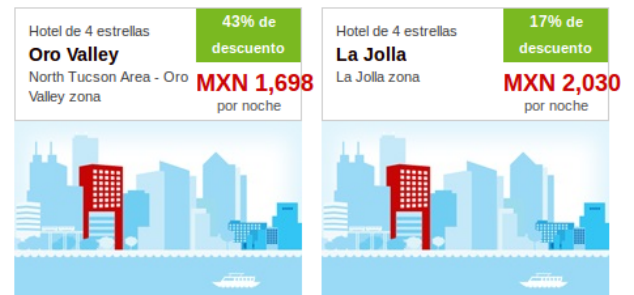 Hotel de 4 estrellas
Oro Valley
North Tucson Area - Oro
Valley zona
43% de
descuento
MXN 1,698
por noche
Hotel de 4 estrellas
La Jolla
La Jolla zona
17% de
descuento
MXN 2,030
por noche